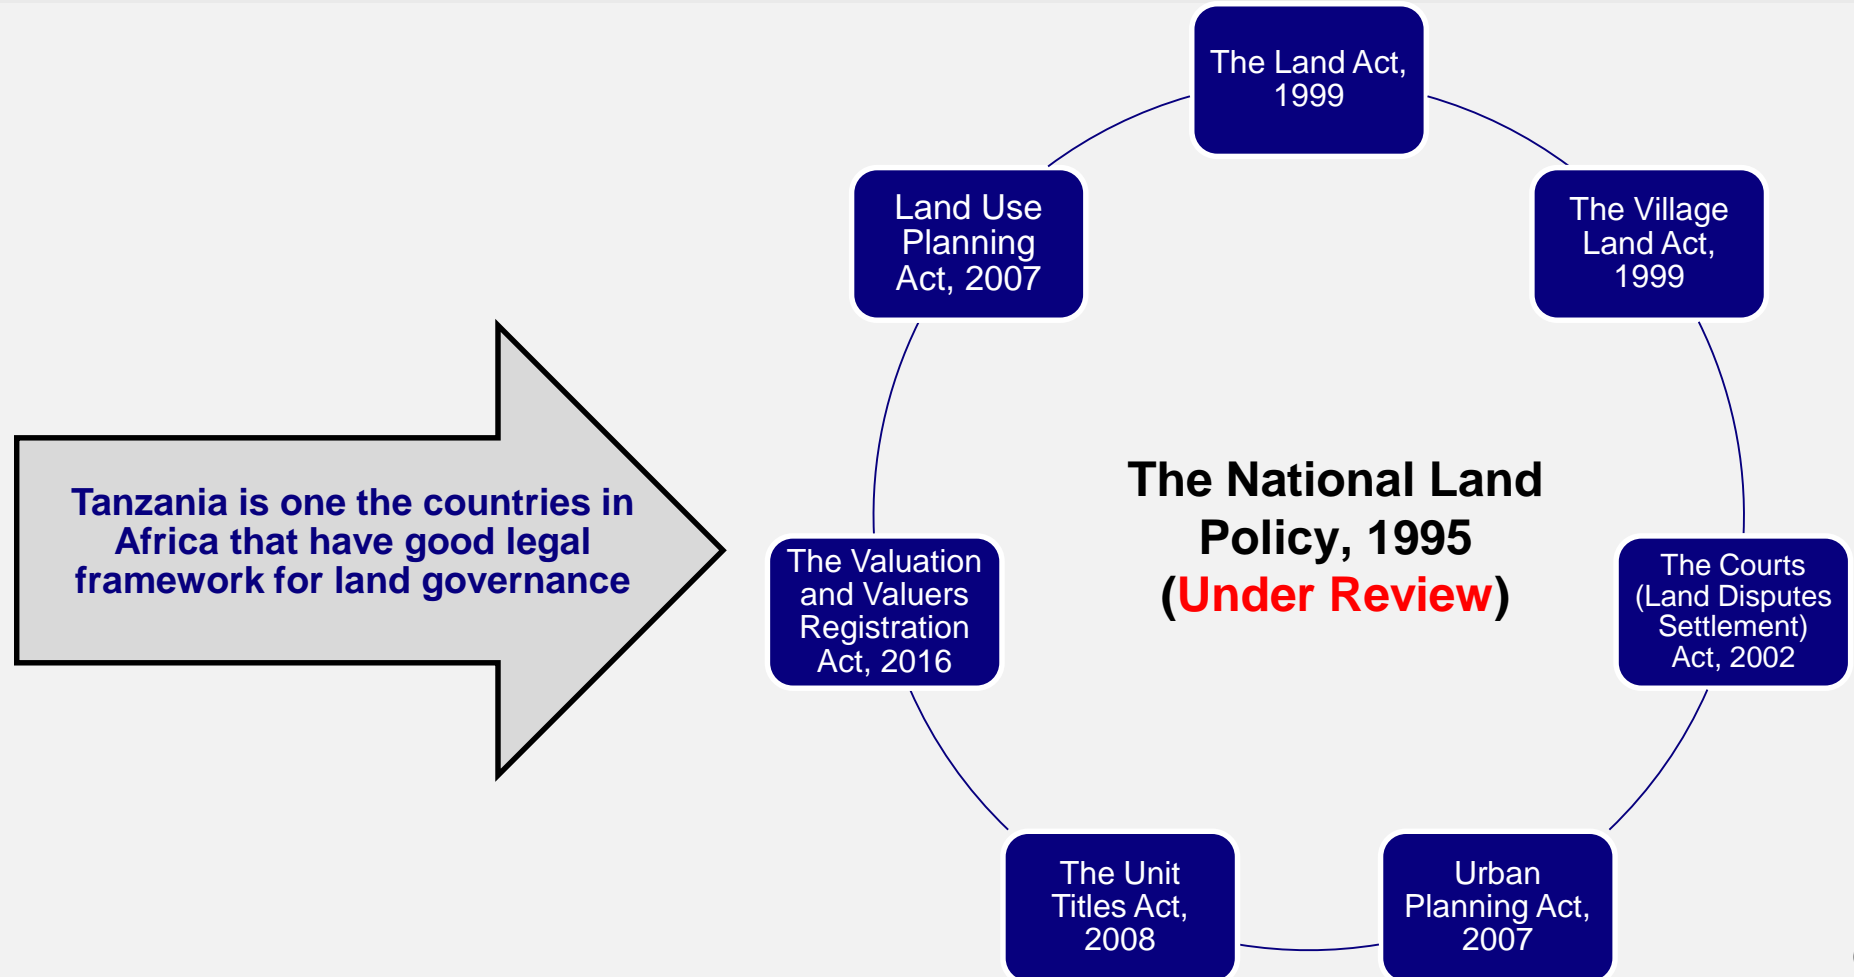 Tanzania is one the countries in
Africa that have good legal
framework for land governance
The Land Act,
1999
The Village
Land Act,
1999
The Courts
(Land Disputes
Settlement)
Act, 2002
Urban
Planning Act,
2007
The Unit
Titles Act,
2008
The Valuation
and Valuers
Registration
Act, 2016
Land Use
Planning
Act, 2007
The National Land
Policy, 1995
(Under Review)